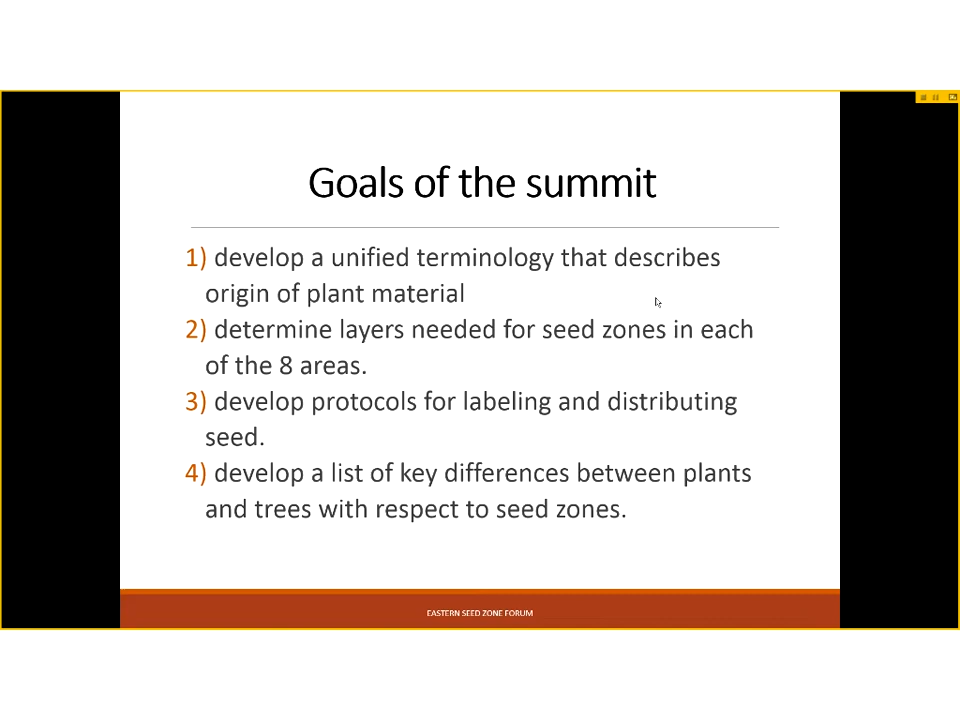 Goals of the summit
1) develop a unified terminology that describes
origin of plant material
2) determine layers needed for seed zones in each
of the 8 areas.
3) develop protocols for labeling and distributing
seed.
4) develop a list of key differences between plants
and trees with respect to seed zones.
EASTERN SEED ZONE FORUM